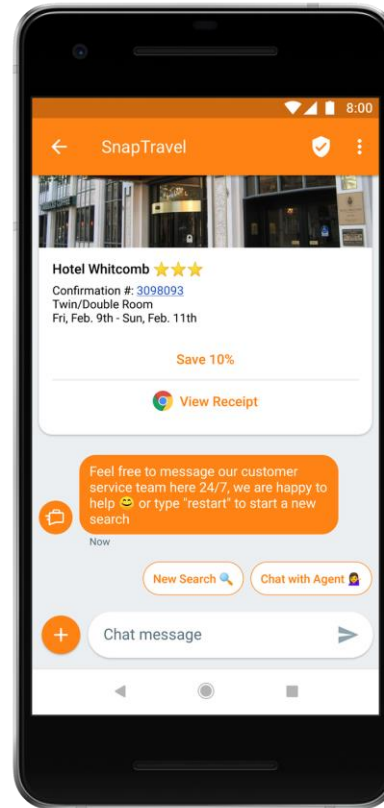 8:00
SnapTravel
Hotel Whitcomb ⭐⭐⭐
Confirmation #: 3098093
Twin/Double Room
Fri, Feb. 9th - Sun, Feb. 11th
Save 10%
View Receipt
Feel free to message our customer
service team here 24/7, we are happy to
help 😊 or type "restart" to start a new
search
Now
New Search 🔍
Chat with Agent 💁‍♀️
Chat message